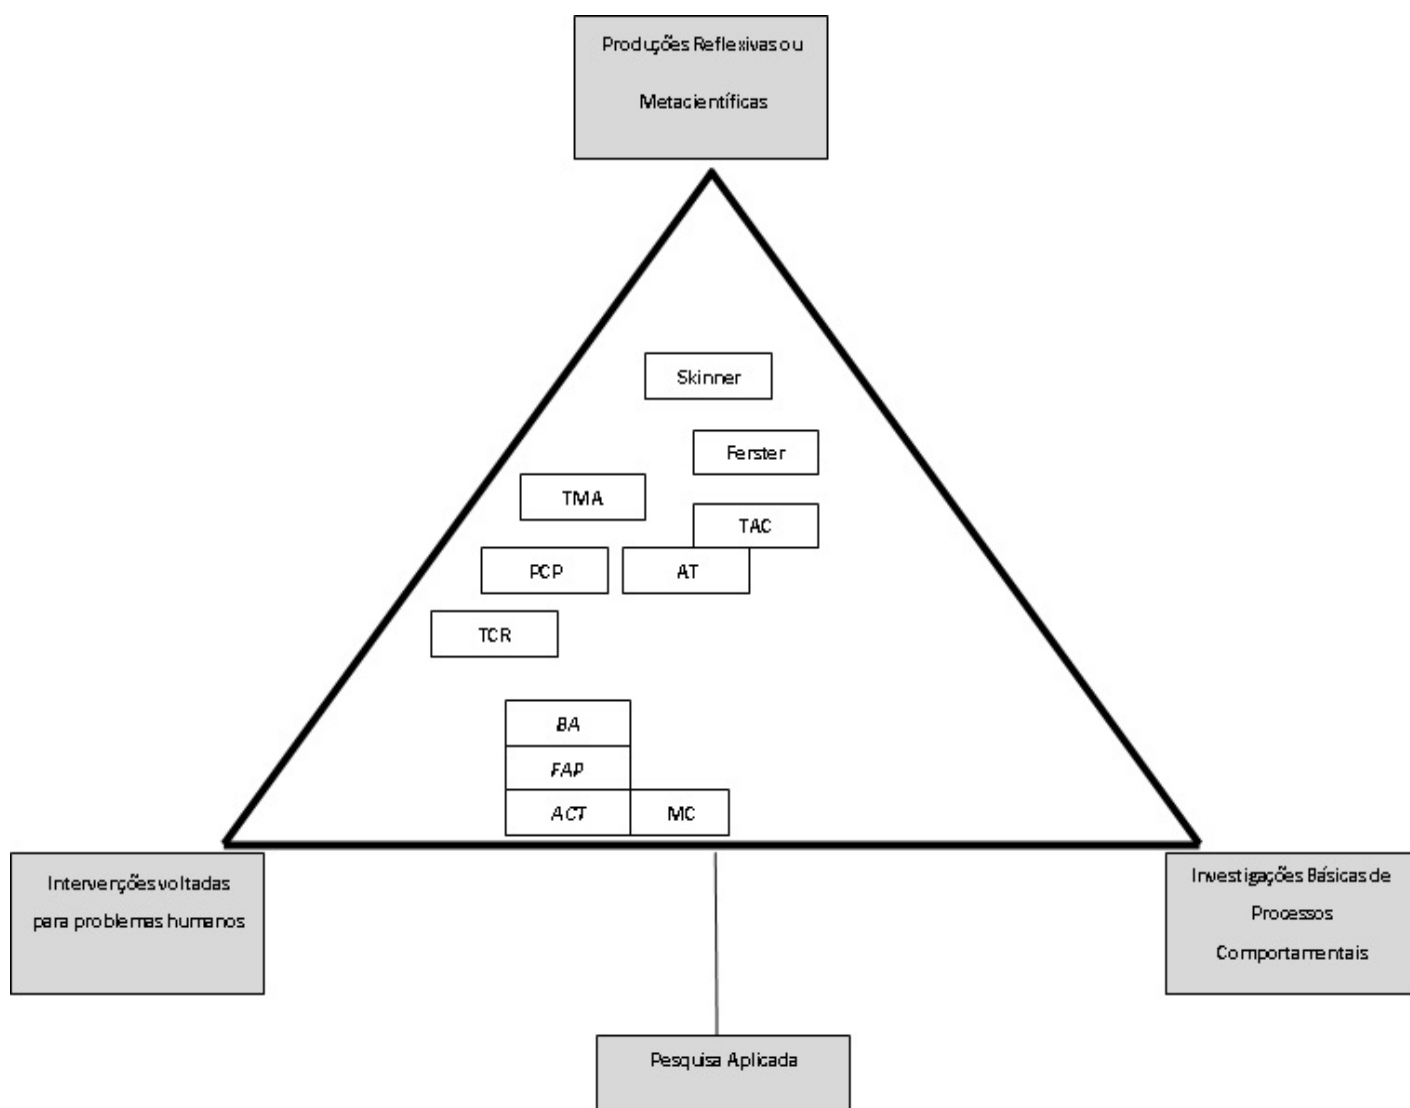 Produções Reflexivas ou
Metacientíficas
Skinner
Ferster
TMA
TAC
PCP
AT
TCR
BA
FAP
ACT
MC
Intervenções voltadas
para problemas humanos
Investigações Básicas de
Processos
Comportamentais
Pesquisa Aplicada